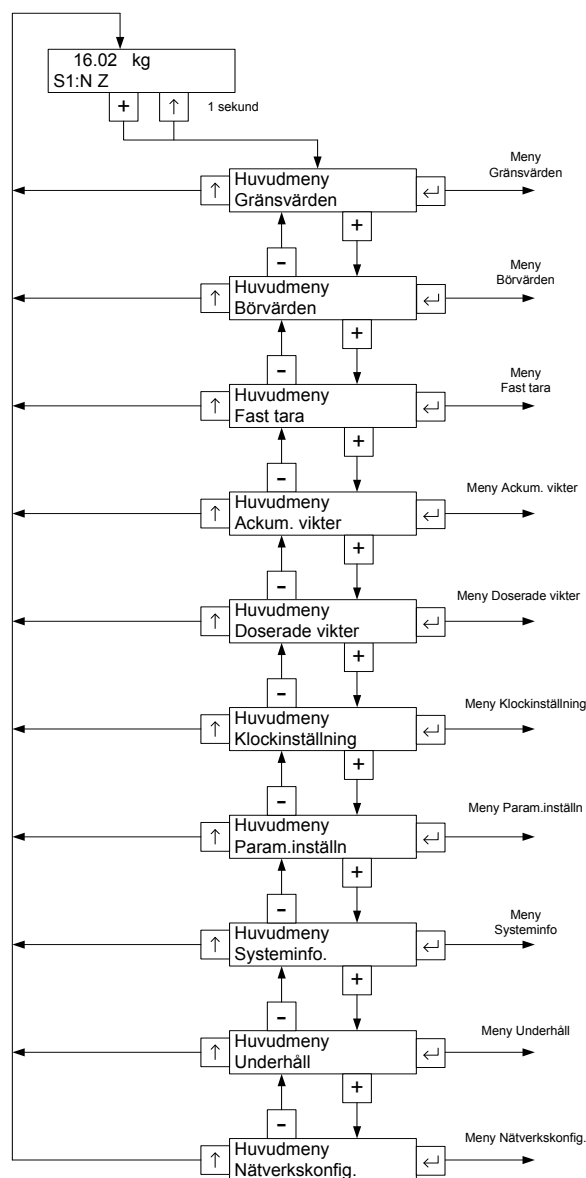 16.02 kg
S1:N Z
+ ↑ 1 sekund
Meny
Gränsvärden
↑ Huvudmeny ↵
Gränsvärden
+
-
Meny
Börvärden
↑ Huvudmeny ↵
Börvärden
+
-
Meny
Fast tara
↑ Huvudmeny ↵
Fast tara
+
-
Meny Ackum. vikter
↑ Huvudmeny ↵
Ackum. vikter
+
-
Meny Doserade vikter
↑ Huvudmeny ↵
Doserade vikter
+
-
Meny Klockinställning
↑ Huvudmeny ↵
Klockinställning
+
-
Meny Param.inställn
↑ Huvudmeny ↵
Param.inställn
+
-
Meny
Systeminfo
↑ Huvudmeny ↵
Systeminfo.
+
-
Meny Underhåll
↑ Huvudmeny ↵
Underhåll
+
-
Meny Nätverkskonfig.
↑ Huvudmeny ↵
Nätverkskonfig.